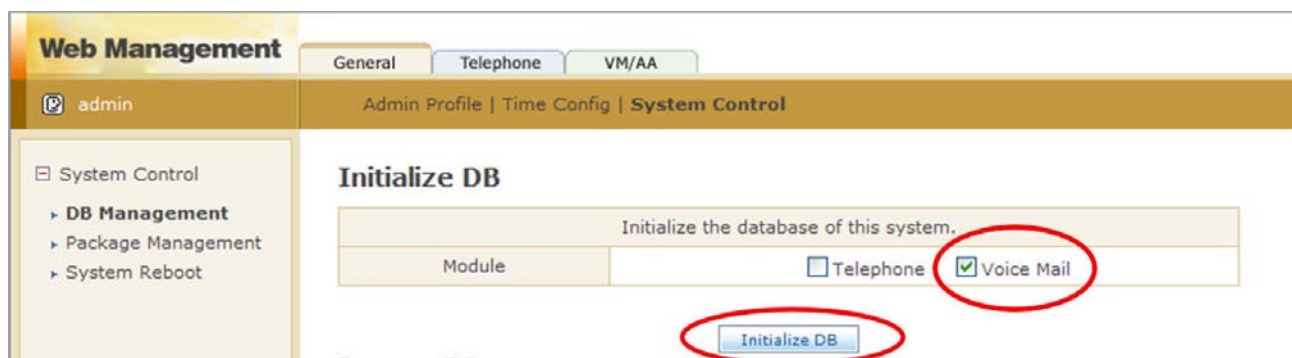 Web Management
General Telephone VM/AA
admin
Admin Profile | Time Config | System Control
System Control
DB Management
Package Management
System Reboot
Initialize DB
Initialize the database of this system.
Module Telephone Voice Mail
Initialize DB